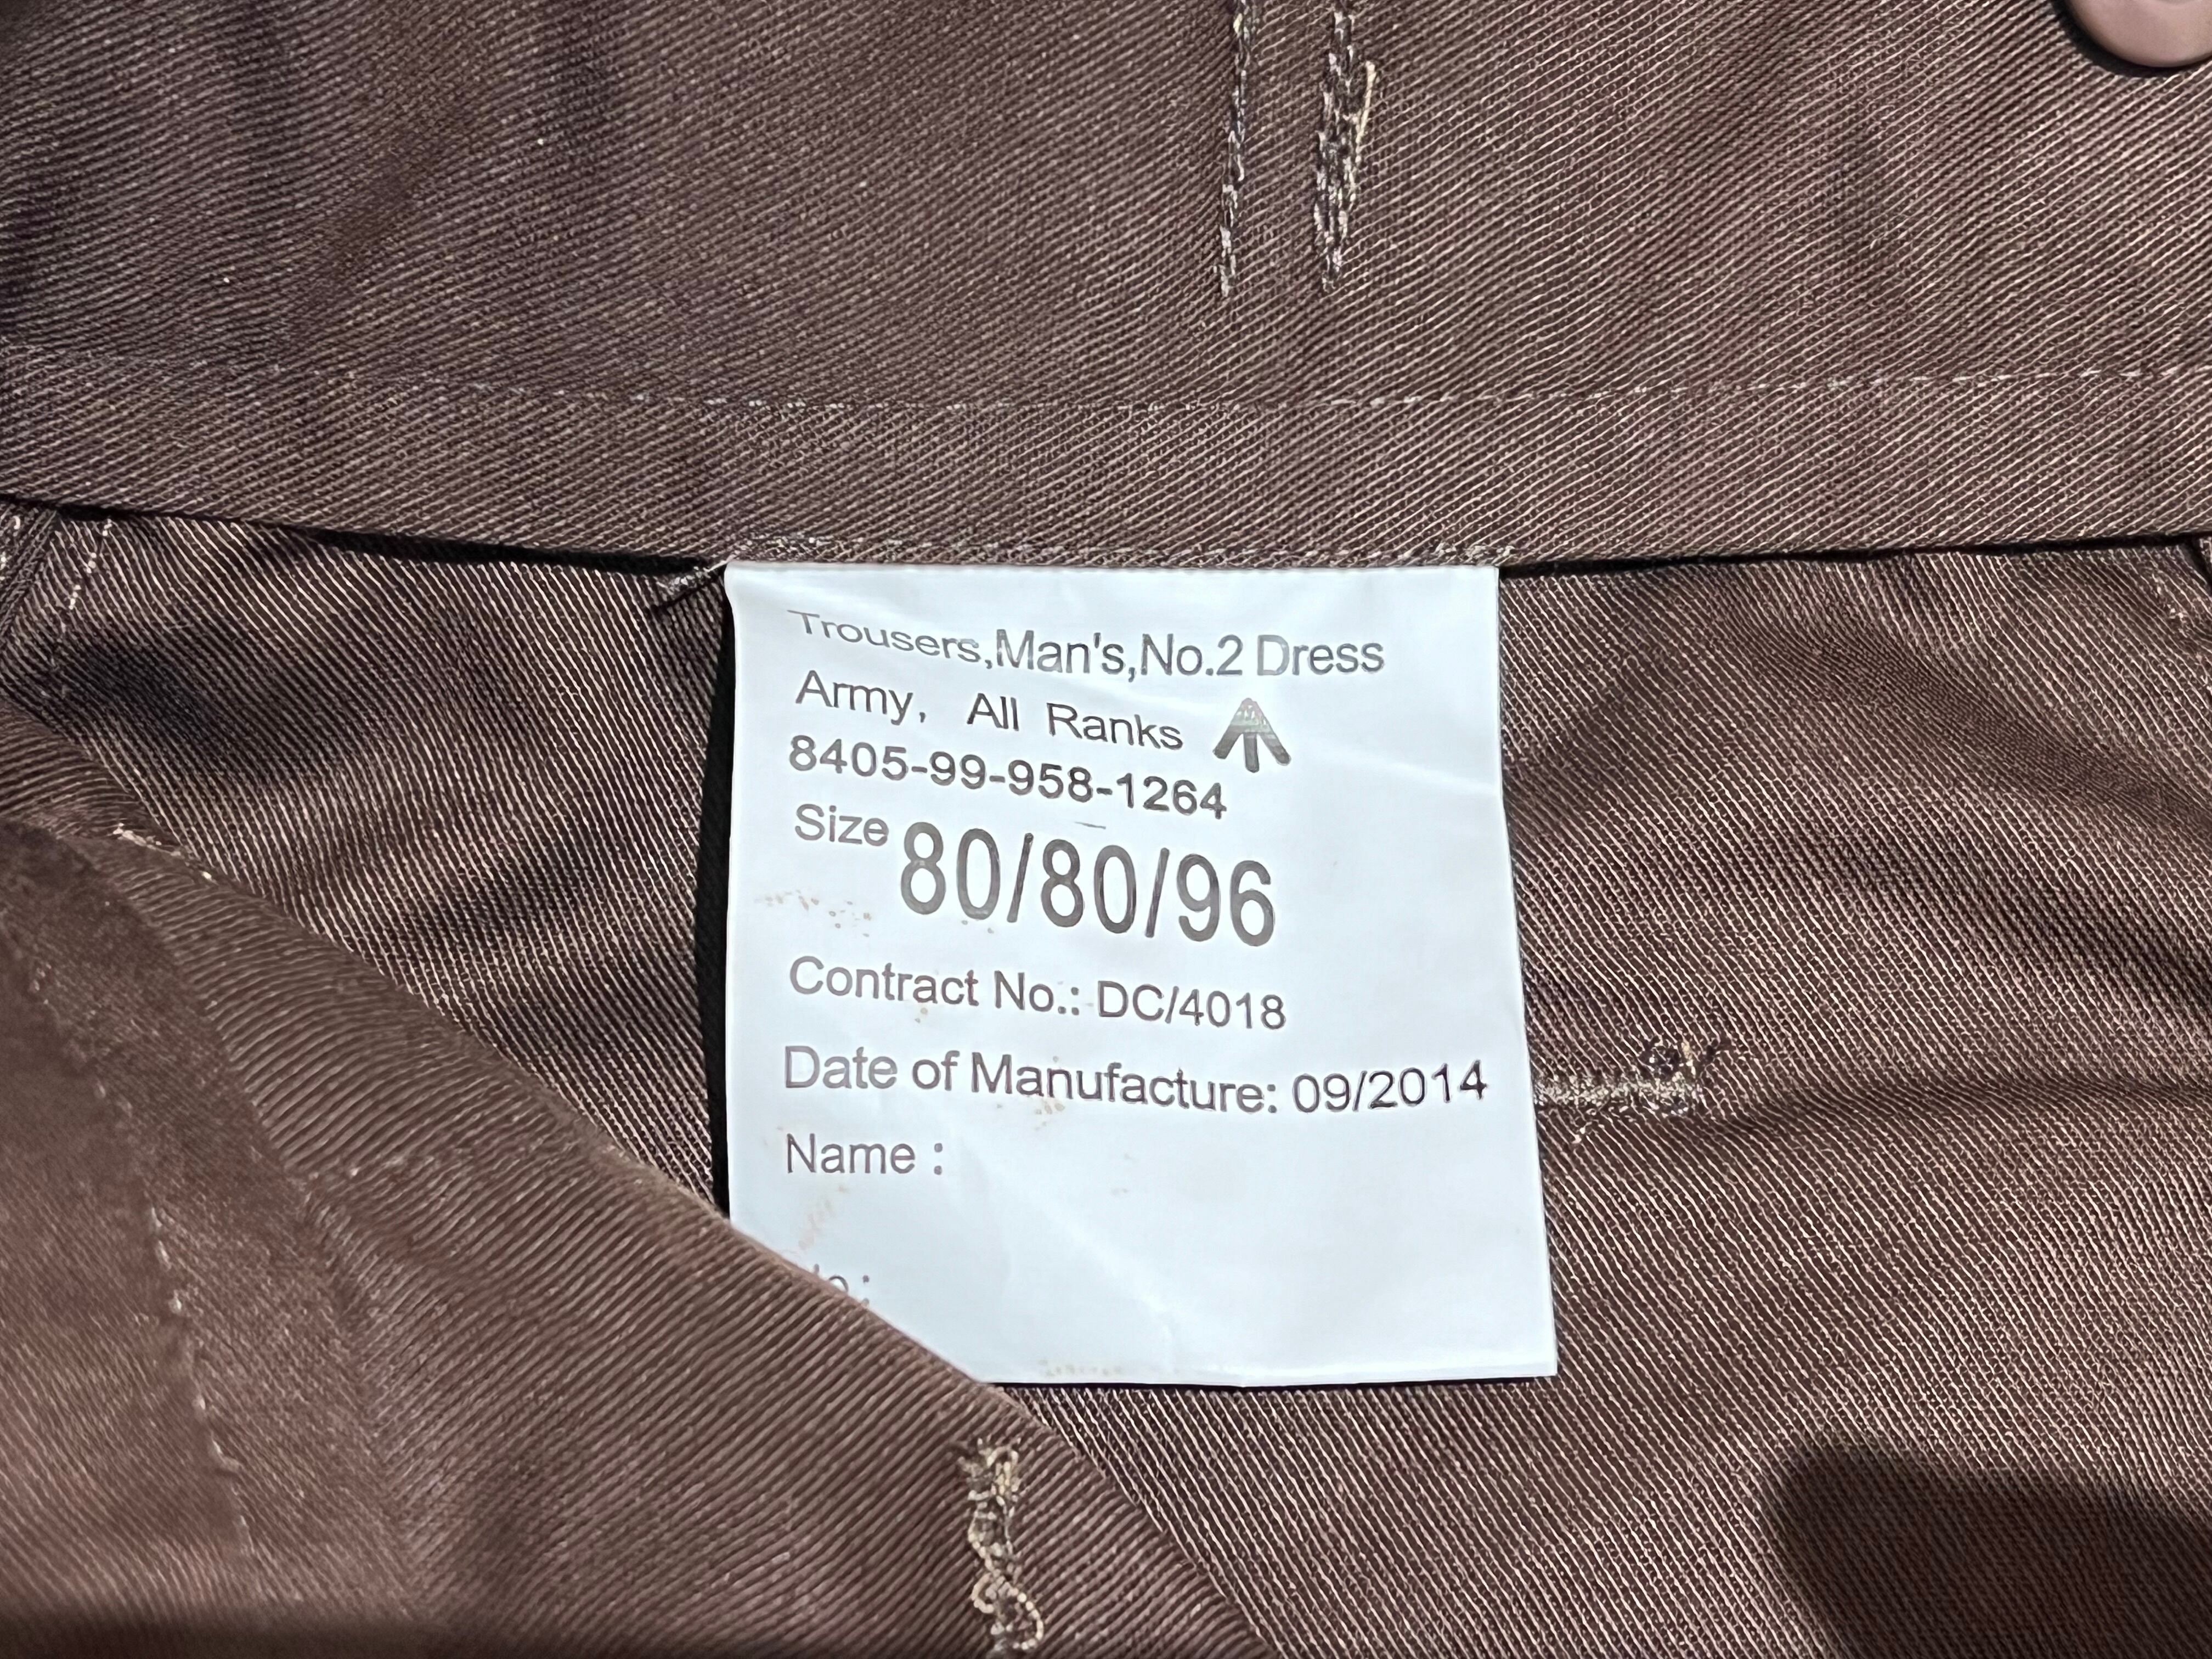 Trousers,Man's,No.2 Dress
Army, All Ranks
8405-99-958-1264
Size 80/80/96
Contract No.: DC/4018
Date of Manufacture: 09/2014
Name :